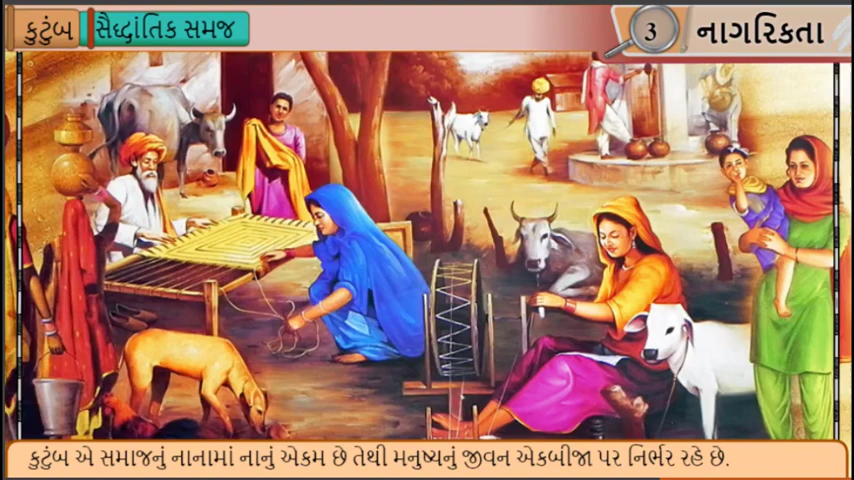 કુટુંબ
સૈદ્ધાંતિક સમજ
3
નાગરિકતા
કુટુંબ એ સમાજનું નાનામાં નાનું એકમ છે તેથી મનુષ્યનું જીવન એકબીજા પર નિર્ભર રહે છે.